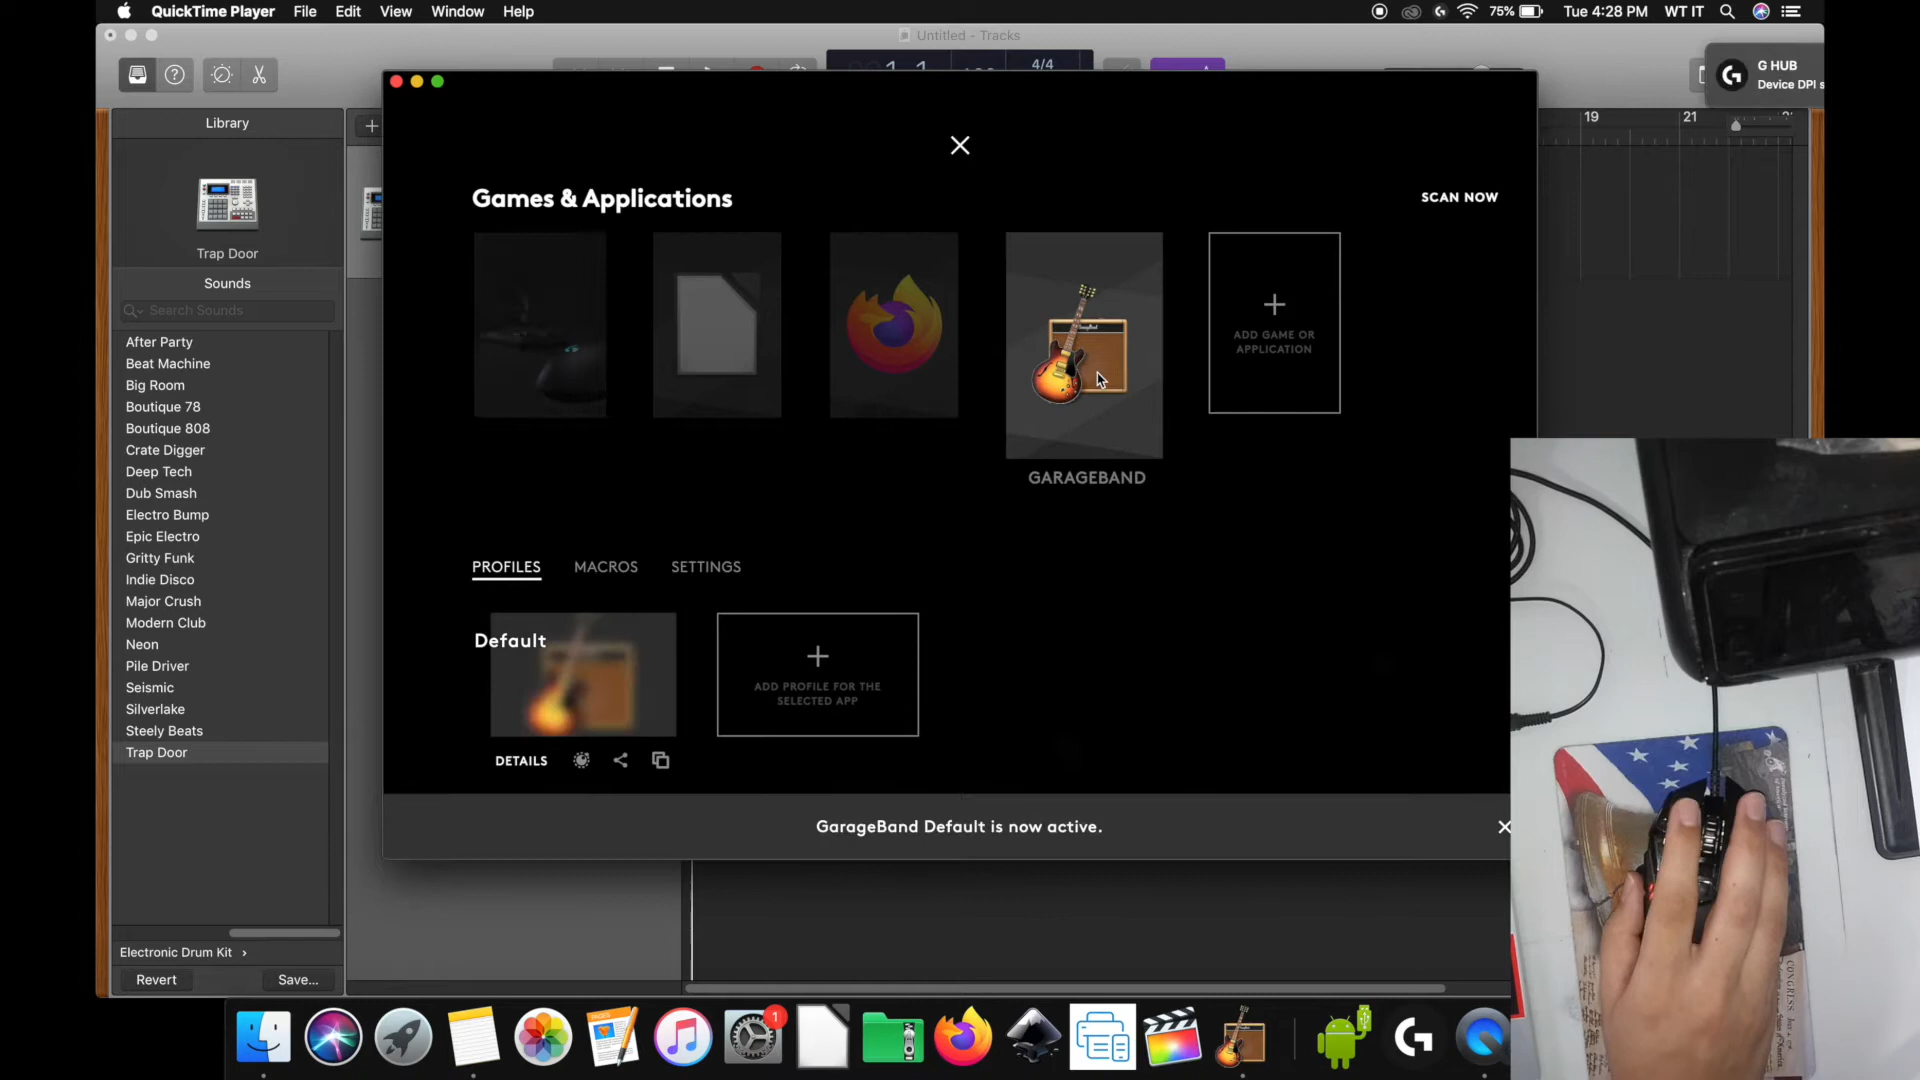 QuickTime Player File Edit View Window Help
75% Tue 4:28 PM WT IT
Untitled - Tracks
4/4
G HUB
Device DPI s
Library
19 21
Trap Door
Sounds
Search Sounds
After Party
Beat Machine
Big Room
Boutique 78
Boutique 808
Crate Digger
Deep Tech
Dub Smash
Electro Bump
Epic Electro
Gritty Funk
Indie Disco
Major Crush
Modern Club
Neon
Pile Driver
Seismic
Silverlake
Steely Beats
Trap Door
Electronic Drum Kit ›
Revert Save...
Games & Applications
SCAN NOW
ADD GAME OR
APPLICATION
GARAGEBAND
PROFILES MACROS SETTINGS
Default
ADD PROFILE FOR THE
SELECTED APP
DETAILS
GarageBand Default is now active.
PAGES
1
CONGRESS